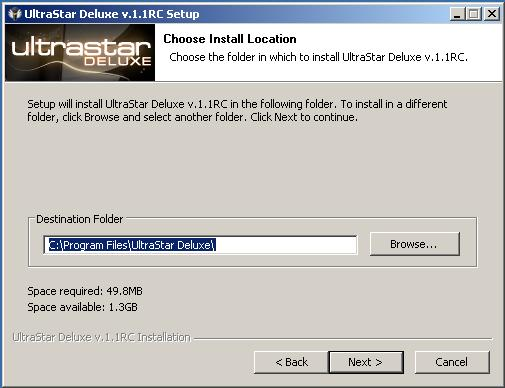 UltraStar Deluxe v.1.1RC Setup
ultrastar
DELUXE
Choose Install Location
Choose the folder in which to install UltraStar Deluxe v.1.1RC.
Setup will install UltraStar Deluxe v.1.1RC in the following folder. To install in a different
folder, click Browse and select another folder. Click Next to continue.
Destination Folder
C:\Program Files\UltraStar Deluxe\
Browse...
Space required: 49.8MB
Space available: 1.3GB
UltraStar Deluxe v.1.1RC Installation
< Back
Next >
Cancel